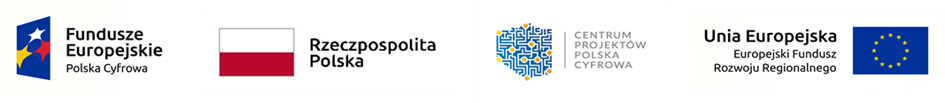 Fundusze
Europejskie
Polska Cyfrowa
Rzeczpospolita
Polska
CENTRUM
PROJEKTÓW
POLSKA
CYFROWA
Unia Europejska
Europejski Fundusz
Rozwoju Regionalnego